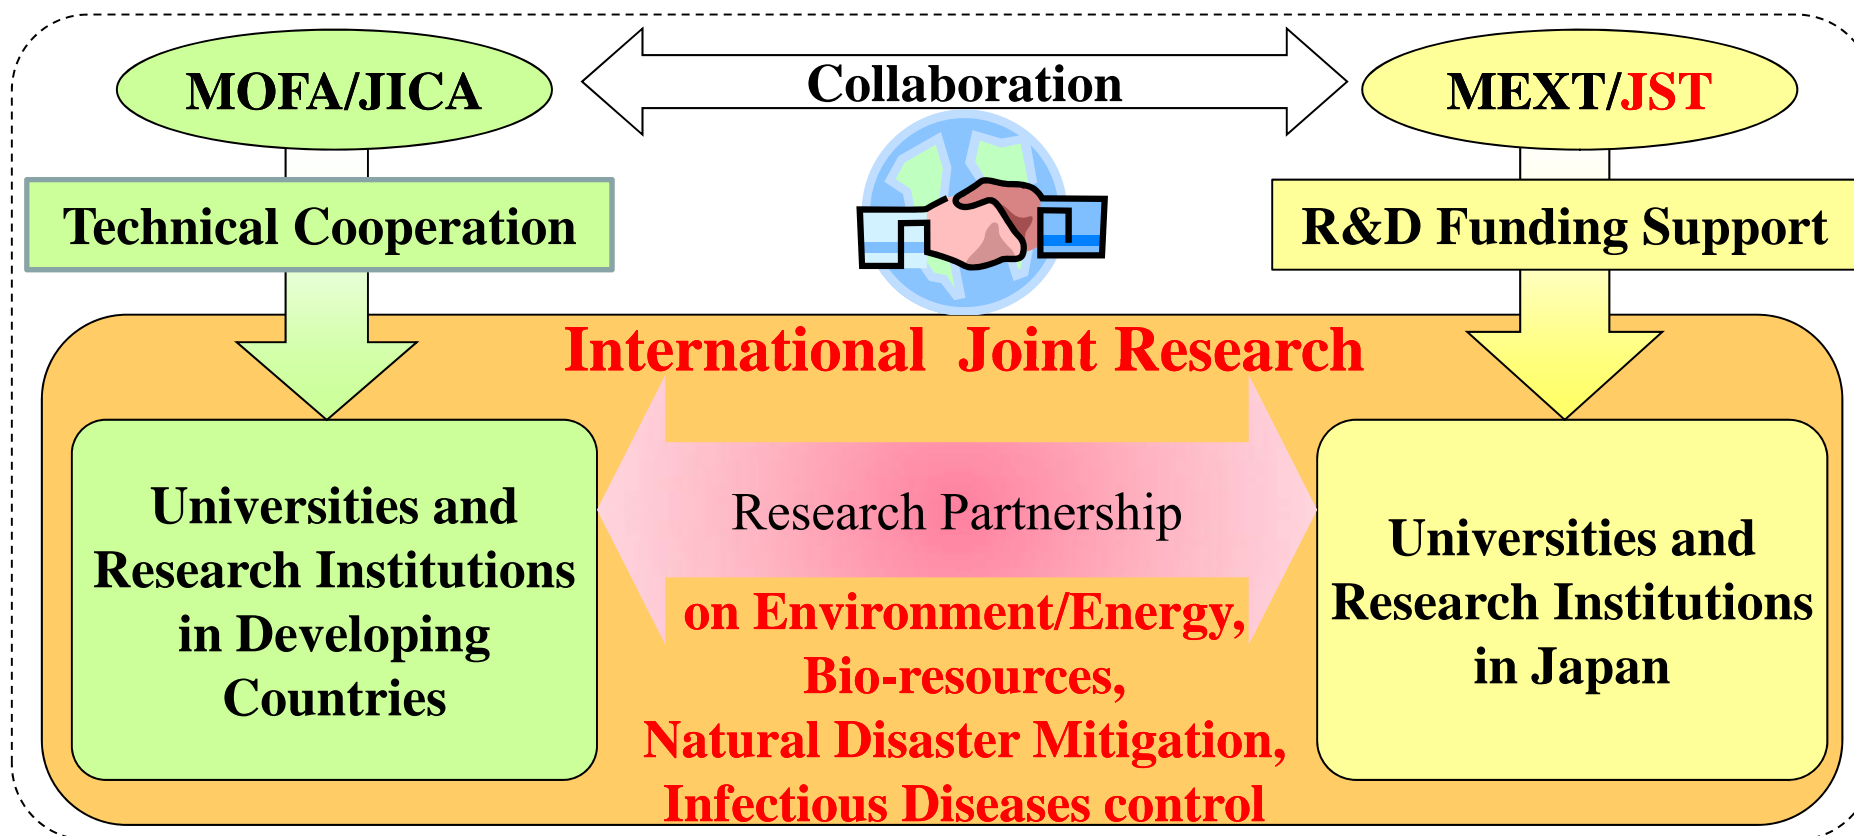 MOFA/JICA
Collaboration
MEXT/JST
Technical Cooperation
R&D Funding Support
International Joint Research
Universities and
Research Institutions
in Developing
Countries
Research Partnership
on Environment/Energy,
Bio-resources,
Natural Disaster Mitigation,
Infectious Diseases control
Universities and
Research Institutions
in Japan